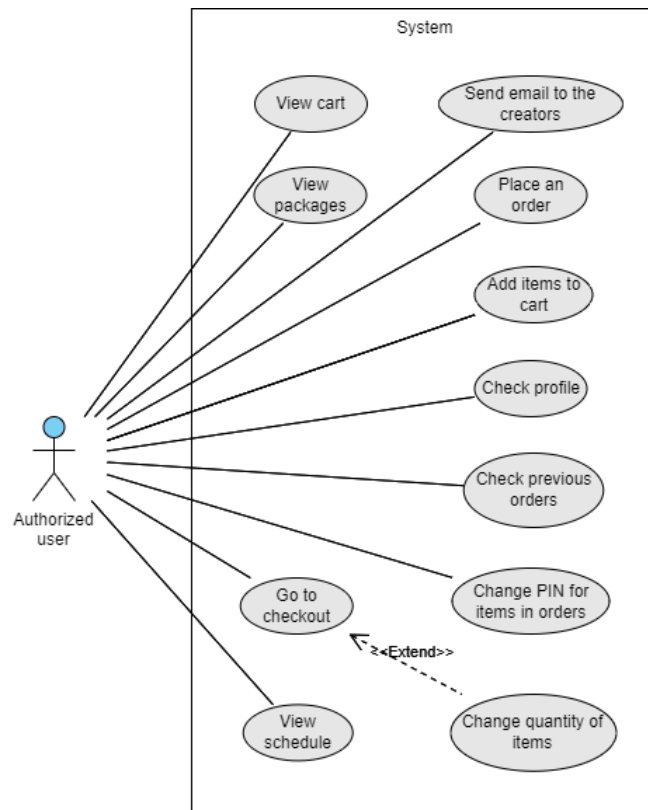 System
View cart
Send email to the
creators
View
packages
Place an
order
Add items to
cart
Check profile
Authorized
user
Check previous
orders
Go to
checkout
Change PIN for
items in orders
<<Extend>>
View
schedule
Change quantity of
items